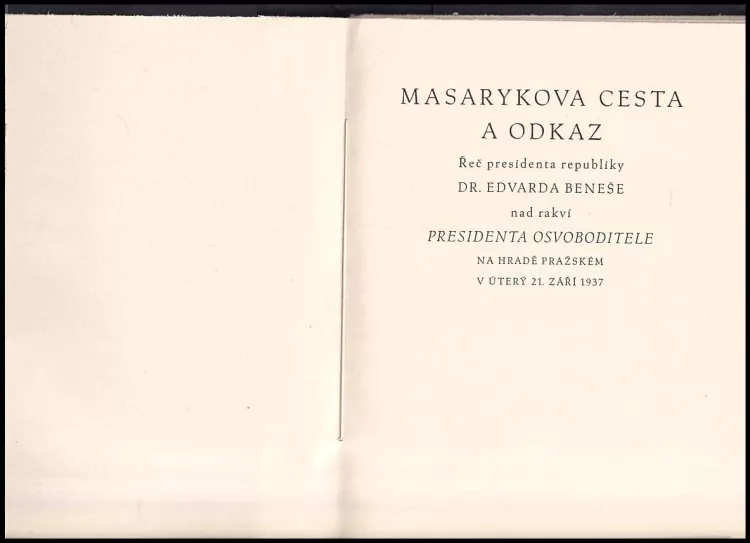 MASARYKOVA CESTA
A ODKAZ
Řeč presidenta republiky
DR. EDVARDA BENEŠE
nad rakví
PRESIDENTA OSVOBODITELE
NA HRADĚ PRAŽSKÉM
V ÚTERÝ 21. ZÁŘÍ 1937